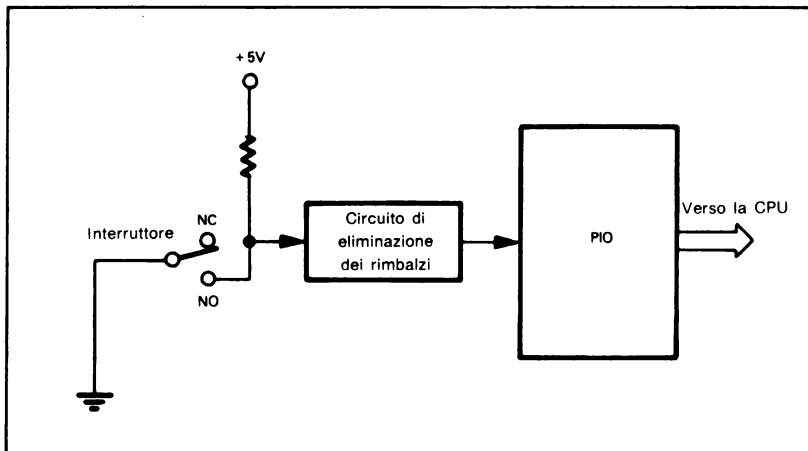 +5V
Interruttore
NC
NO
Circuito di
eliminazione
dei rimbalzi
PIO
Verso la CPU